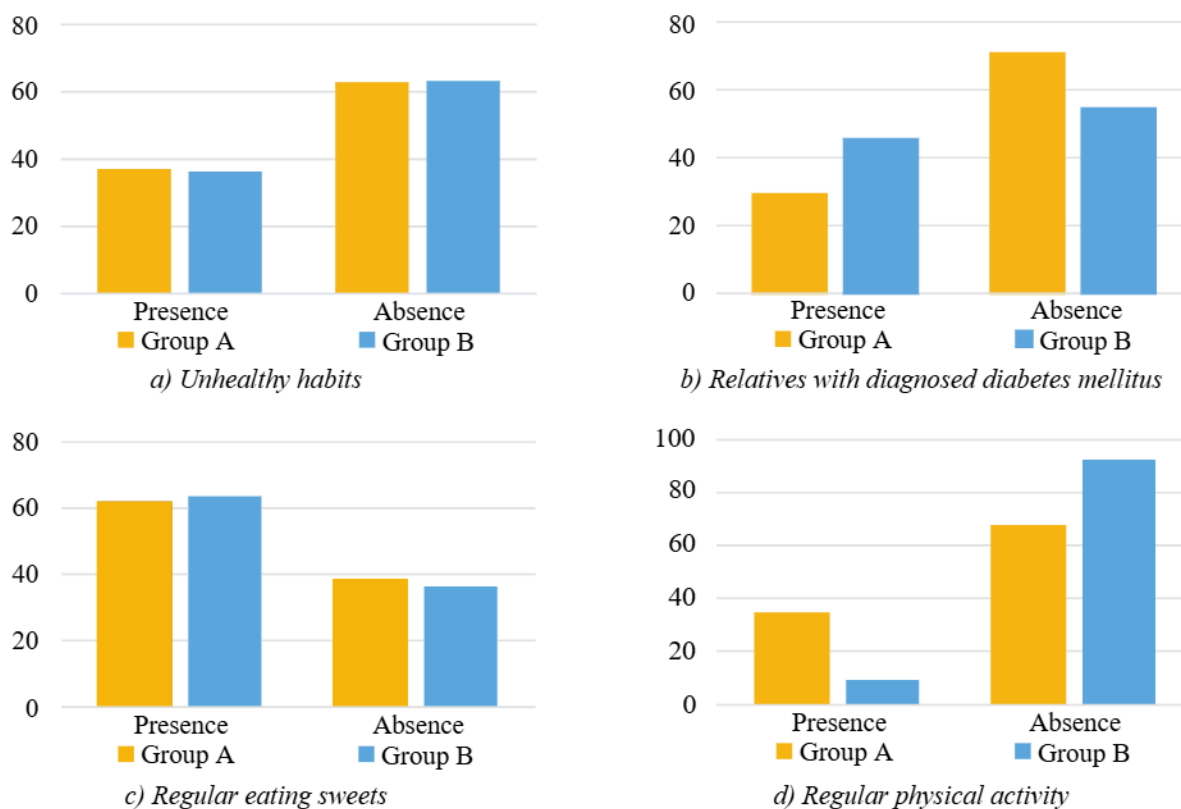 80
60
40
20
0
Presence Absence
Group A Group B
a) Unhealthy habits
80
60
40
20
0
Presence Absence
Group A Group B
b) Relatives with diagnosed diabetes mellitus
80
60
40
20
0
Presence Absence
Group A Group B
c) Regular eating sweets
100
80
60
40
20
0
Presence Absence
Group A Group B
d) Regular physical activity